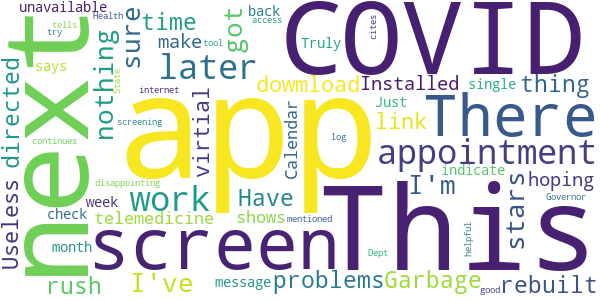 unavailable
Health
tells
try
says
next
nothing
directed
Useless
check
month
rush
State
continues
time
sure
make
later
got
back
access
tool
COVID
Truly
cites
app
download
Installed
single
thing
There
Just
link
appointment
virtial
Calendar
internet
screening
log
I'm
indicate
hoping
stars
disappointing
work
Have
week
telemedicine
shows
mentioned
This
Governor
screen
helpful
Dept
good
I've
message
problems
Garbage
rebuilt